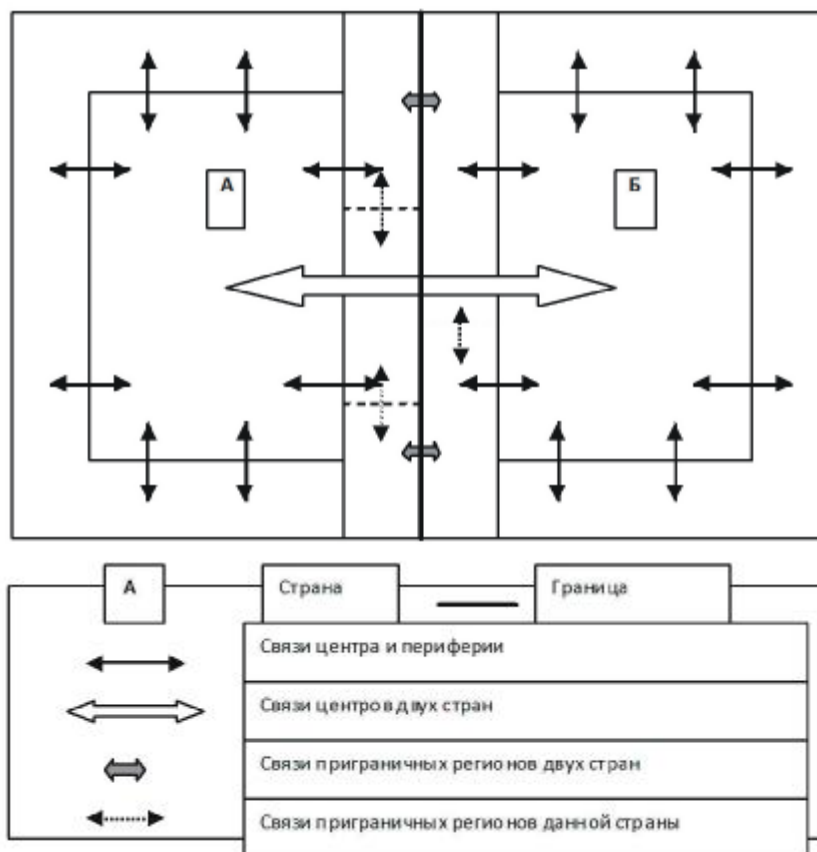 А
Б
А
Страна
Граница
Связи центра и периферии
Связи центров двух стран
Связи приграничных регионов двух стран
Связи приграничных регионов данной страны